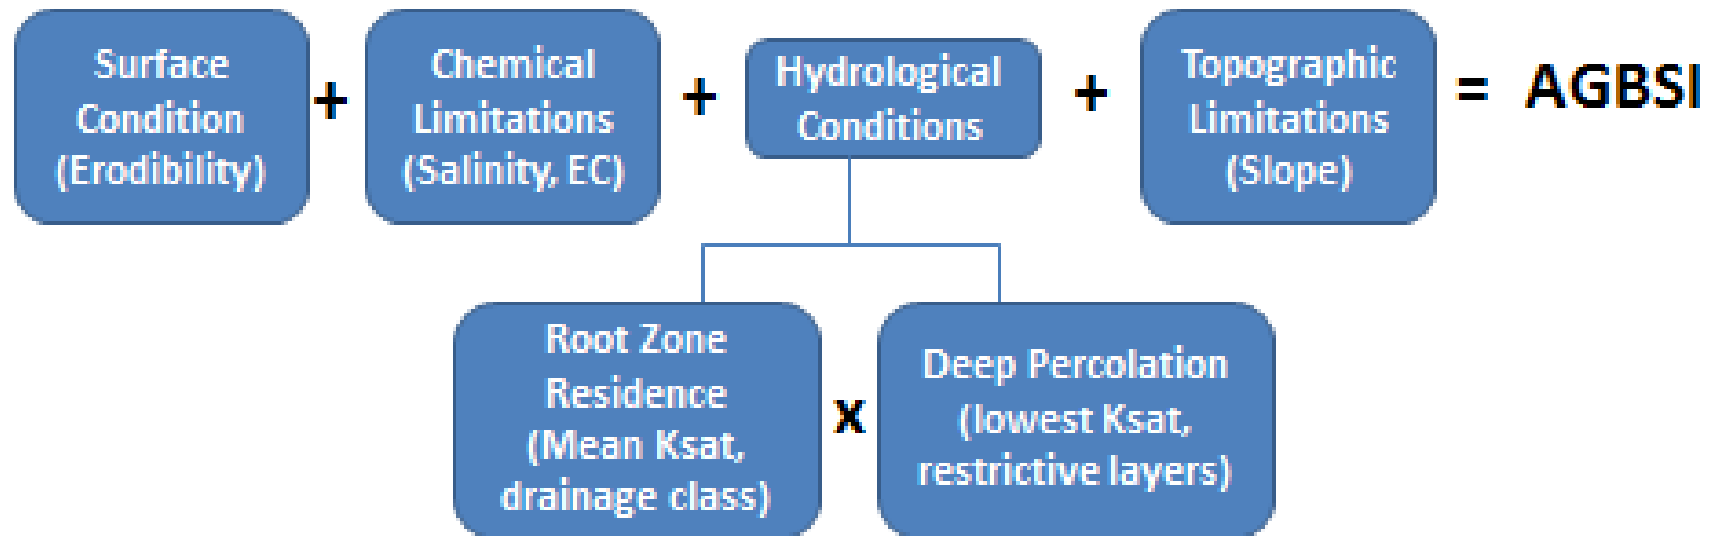 Surface
Condition
(Erodibility)
+
Chemical
Limitations
(Salinity, EC)
+
Hydrological
Conditions
+
Topographic
Limitations
(Slope)
= AGBSI
Root Zone
Residence
(Mean Ksat,
drainage class)
x
Deep Percolation
(lowest Ksat,
restrictive layers)